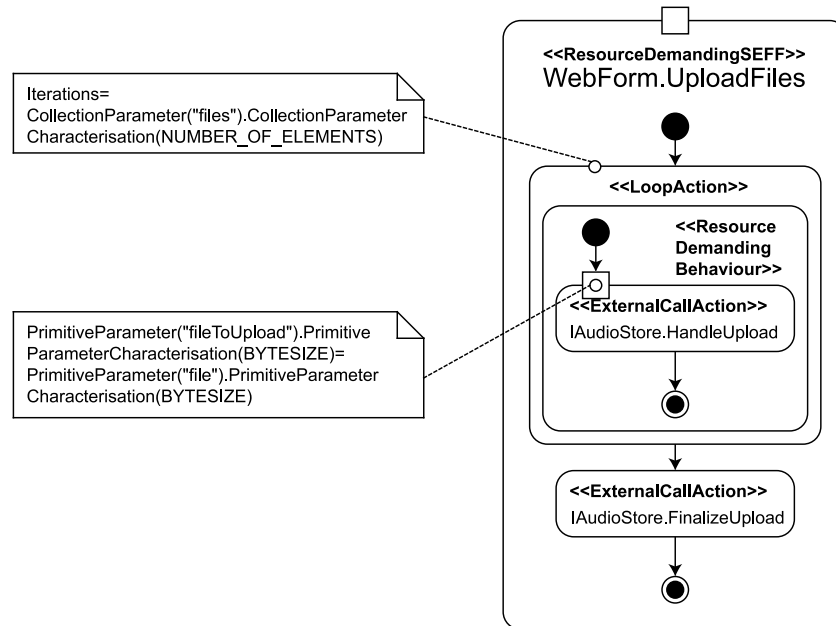 <<ResourceDemandingSEFF>>
WebForm.UploadFiles
Iterations=
CollectionParameter("files").CollectionParameter
Characterisation(NUMBER_OF_ELEMENTS)
<<LoopAction>>
<<Resource
Demanding
Behaviour>>
<<ExternalCallAction>>
IAudioStore.HandleUpload
PrimitiveParameter("fileToUpload").Primitive
ParameterCharacterisation(BYTESIZE)=
PrimitiveParameter("file").PrimitiveParameter
Characterisation(BYTESIZE)
<<ExternalCallAction>>
IAudioStore.FinalizeUpload